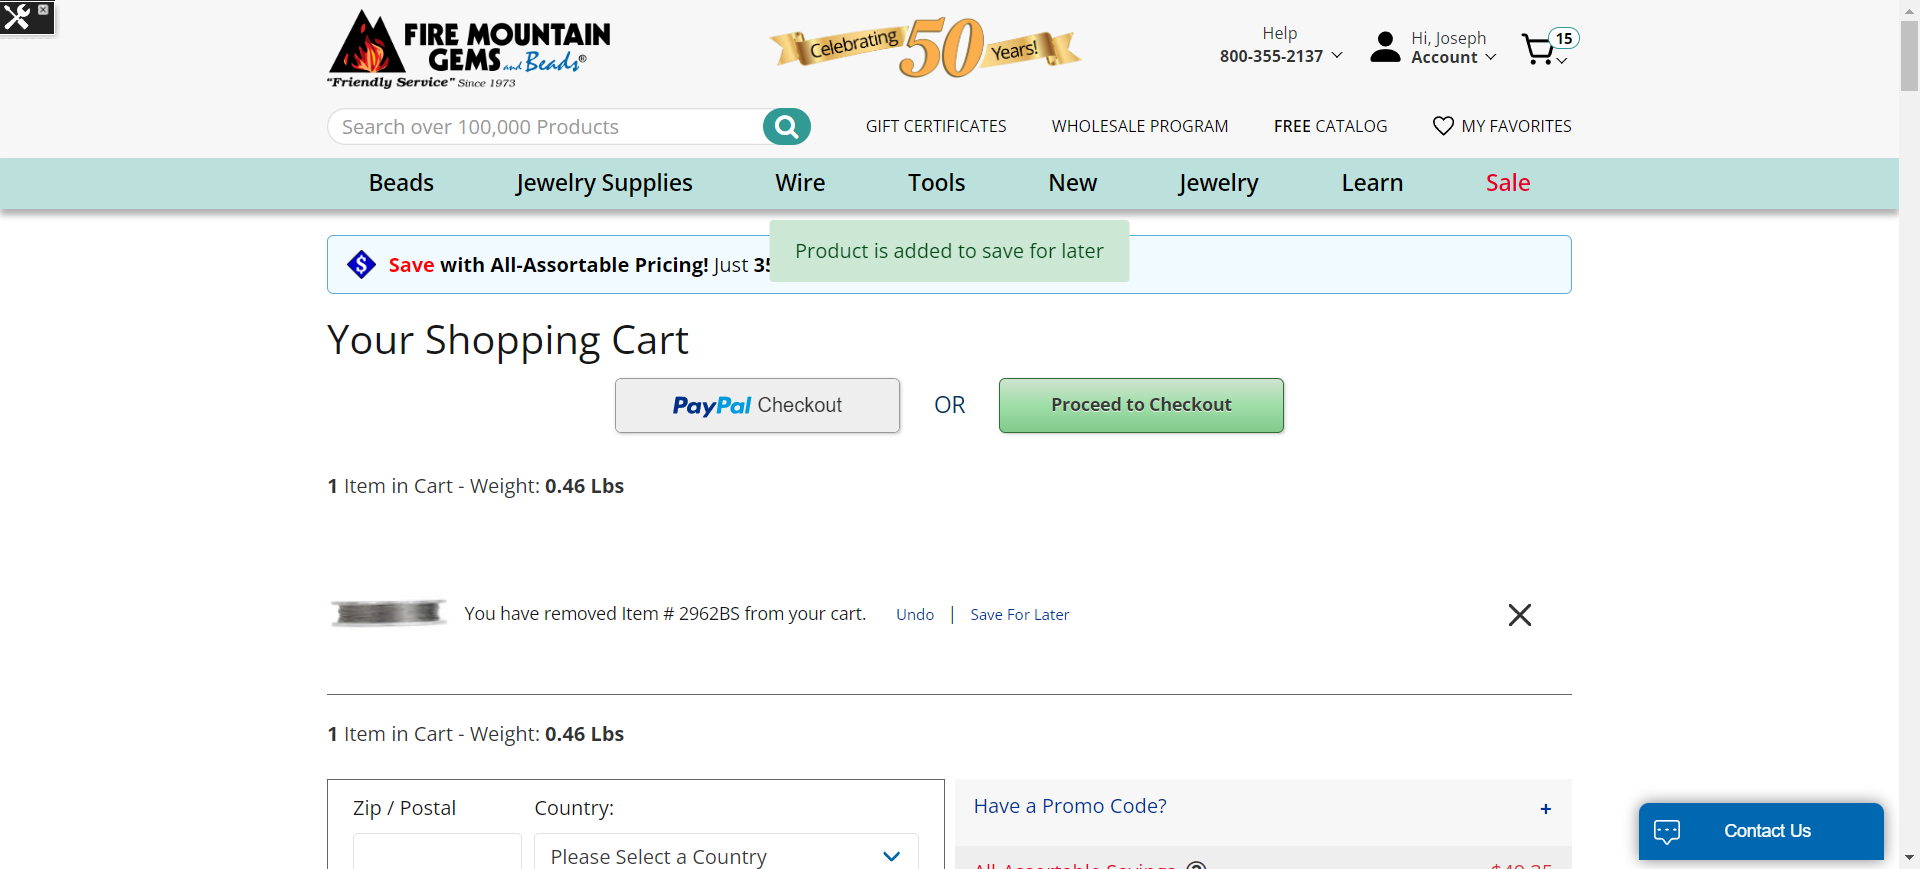 FIRE MOUNTAIN
GEMS and Beads®
"Friendly Service" Since 1973
Celebrating 50 Years!
Help
800-355-2137
Hi, Joseph
Account
15
Search over 100,000 Products
GIFT CERTIFICATES
WHOLESALE PROGRAM
FREE CATALOG
MY FAVORITES
Beads
Jewelry Supplies
Wire
Tools
New
Jewelry
Learn
Sale
Product is added to save for later
$ Save with All-Assortable Pricing! Just 35
Your Shopping Cart
PayPal Checkout
OR
Proceed to Checkout
1 Item in Cart - Weight: 0.46 Lbs
You have removed Item # 2962BS from your cart.
Undo | Save For Later
1 Item in Cart - Weight: 0.46 Lbs
Zip / Postal
Country:
Please Select a Country
Have a Promo Code?
+
All-Assortable Savings
Contact Us